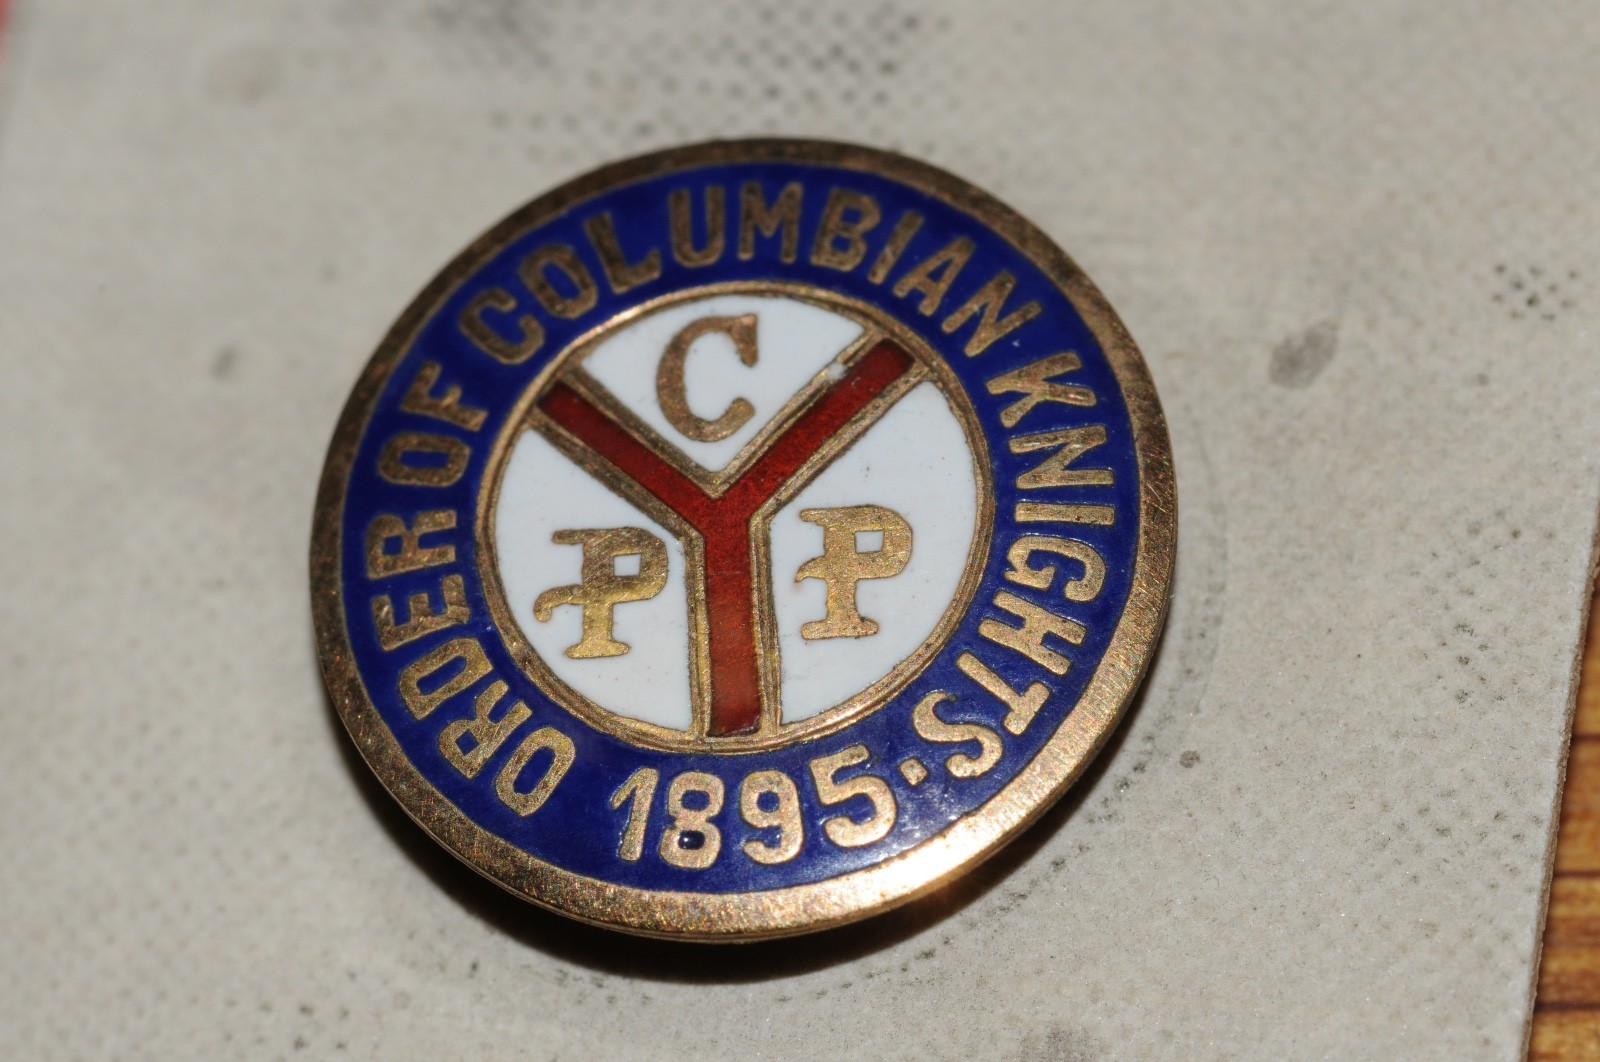 ORDER OF COLUMBIAN KNIGHTS
· 1895
C
P P